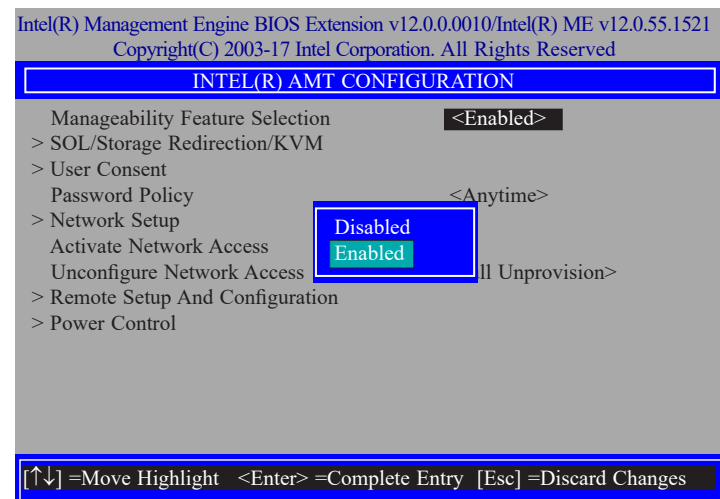 Intel(R) Management Engine BIOS Extension v12.0.0.0010/Intel(R) ME v12.0.55.1521
Copyright(C) 2003-17 Intel Corporation. All Rights Reserved
INTEL(R) AMT CONFIGURATION
Manageability Feature Selection <Enabled>
> SOL/Storage Redirection/KVM
> User Consent
Password Policy <Anytime>
> Network Setup
Disabled
Activate Network Access
Enabled
Unconfigure Network Access ll Unprovision>
> Remote Setup And Configuration
> Power Control
[↑↓] =Move Highlight <Enter> =Complete Entry [Esc] =Discard Changes